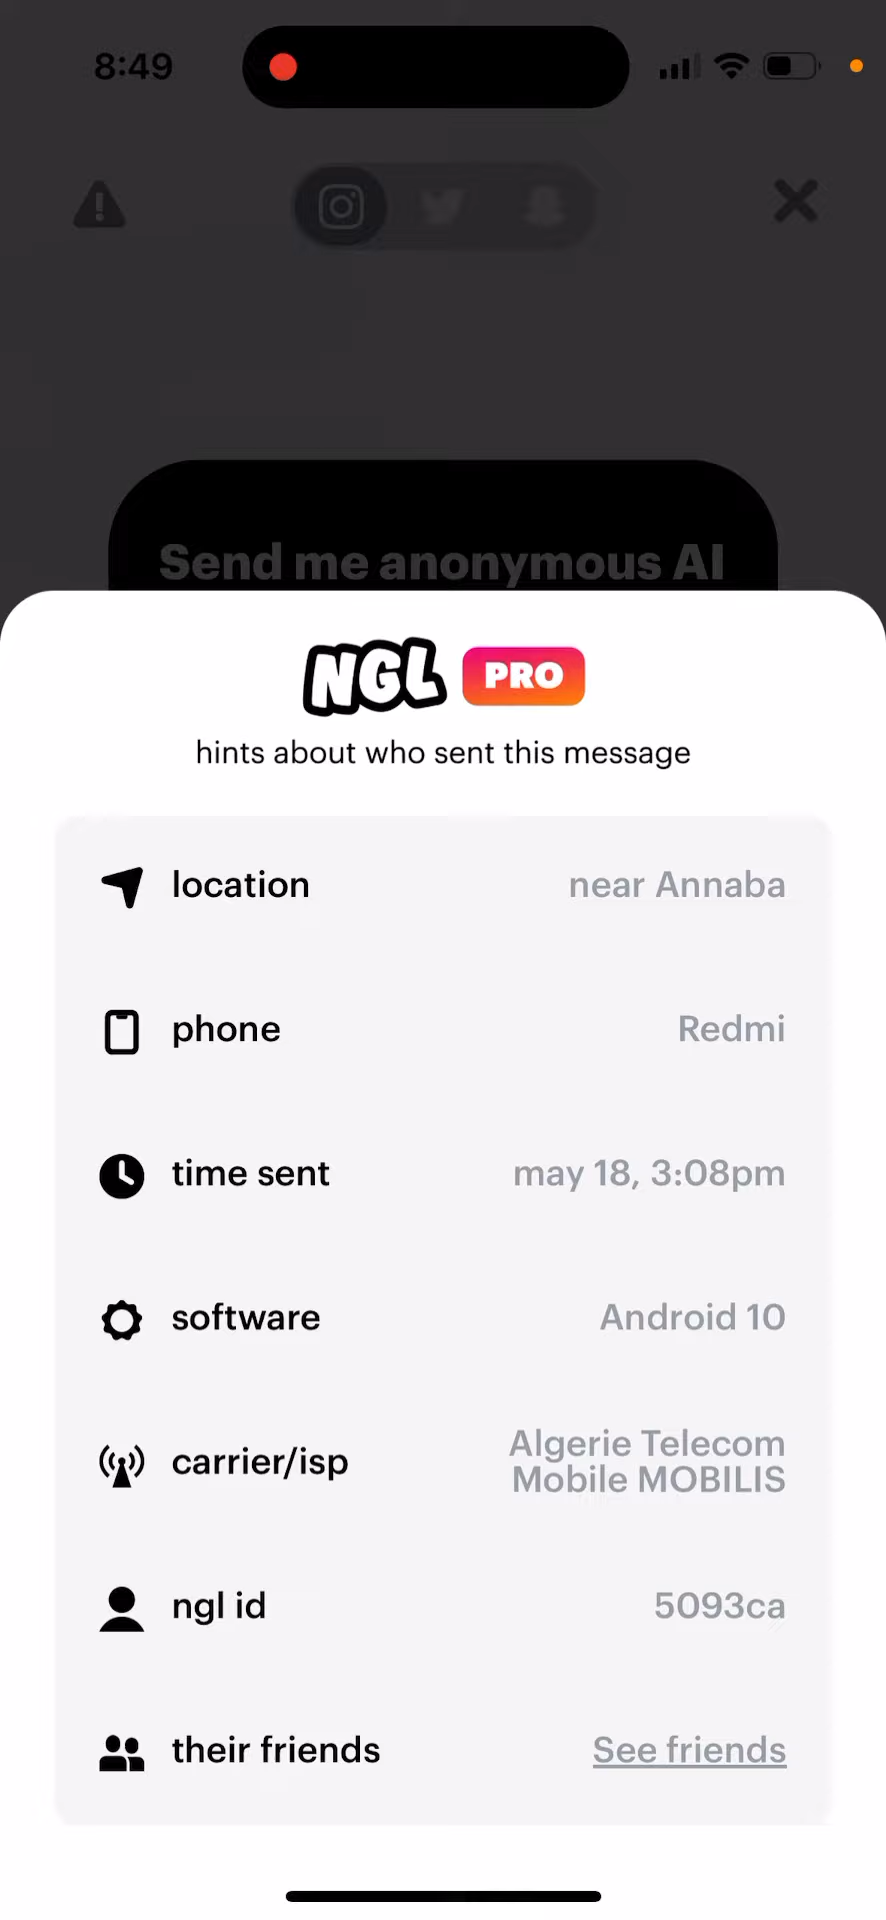 8:49
Send me anonymous AI
NGL PRO
hints about who sent this message
location near Annaba
phone Redmi
time sent may 18, 3:08pm
software Android 10
carrier/isp Algerie Telecom
Mobile MOBILIS
ngl id 5093ca
their friends See friends